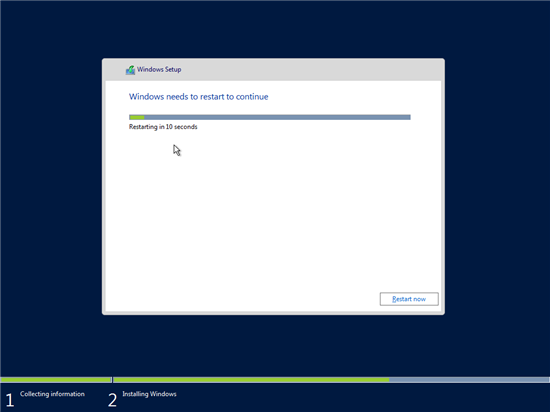 Windows Setup
Windows needs to restart to continue
Restarting in 10 seconds
Restart now
1 Collecting information
2 Installing Windows